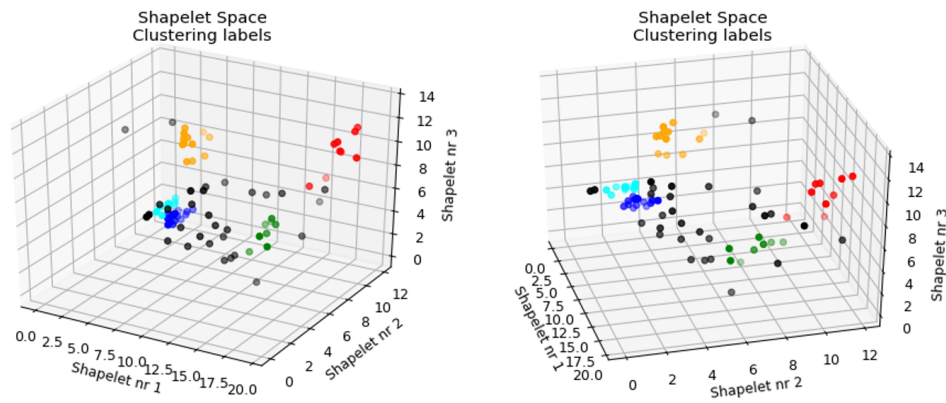 Shapelet Space
Clustering labels
14
12
10
8
6
4
2
0
Shapelet nr 3
0.0 2.5 5.0 7.5 10.0 12.5 15.0 17.5 20.0
Shapelet nr 1
0 2 4 6 8 10 12
Shapelet nr 2
Shapelet Space
Clustering labels
14
12
10
8
6
4
2
0
Shapelet nr 3
0.0
2.5
5.0
7.5
10.0
12.5
15.0
17.5
20.0
Shapelet nr 1
0 2 4 6 8 10 12
Shapelet nr 2